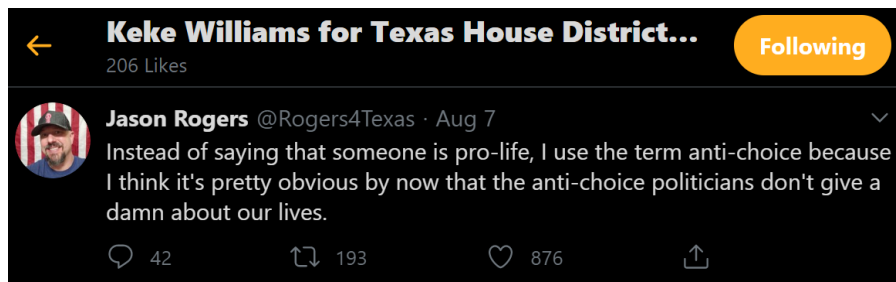 Keke Williams for Texas House District...
Following
206 Likes
Jason Rogers @Rogers4Texas · Aug 7
Instead of saying that someone is pro-life, I use the term anti-choice because
I think it's pretty obvious by now that the anti-choice politicians don't give a
damn about our lives.
42 193 876